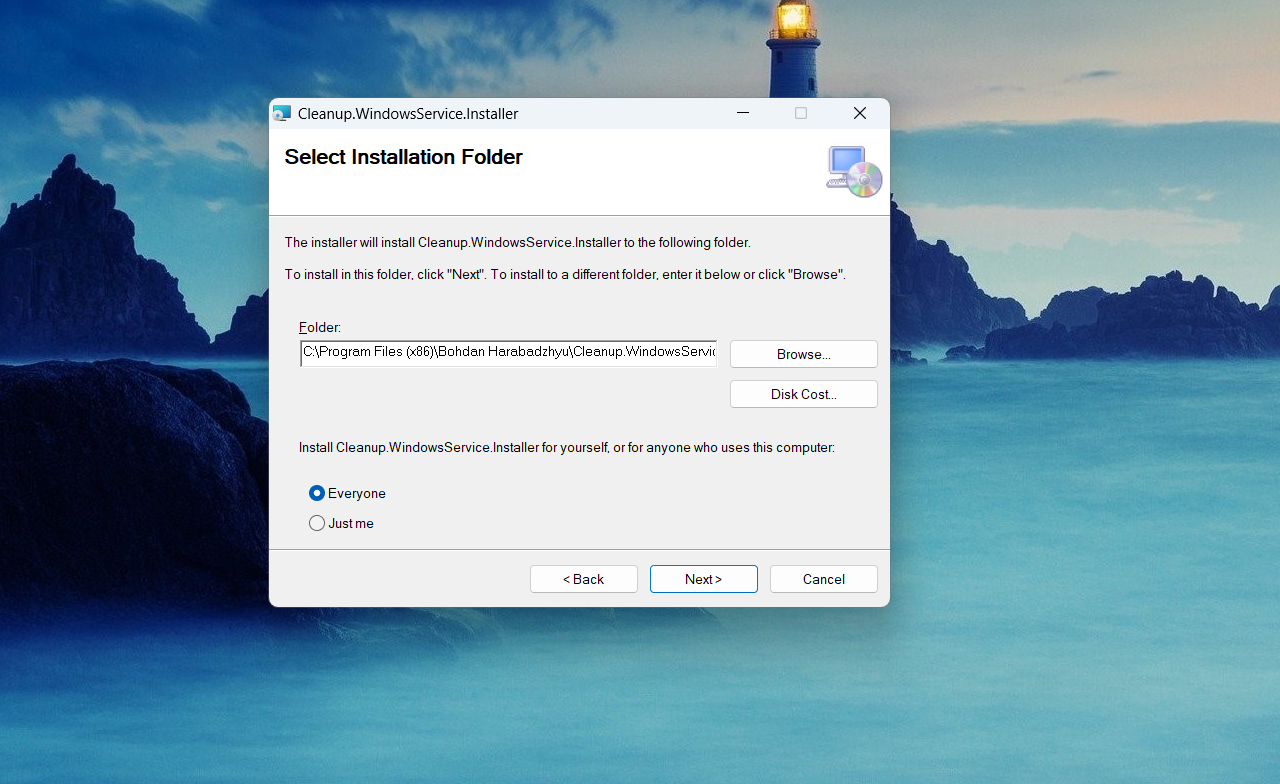 Cleanup.WindowsService.Installer
Select Installation Folder
The installer will install Cleanup.WindowsService.Installer to the following folder.
To install in this folder, click "Next". To install to a different folder, enter it below or click "Browse".
Folder:
C:\Program Files (x86)\Bohdan Harabadzhyu\Cleanup.WindowsServic
Browse...
Disk Cost...
Install Cleanup.WindowsService.Installer for yourself, or for anyone who uses this computer:
Everyone
Just me
< Back
Next >
Cancel